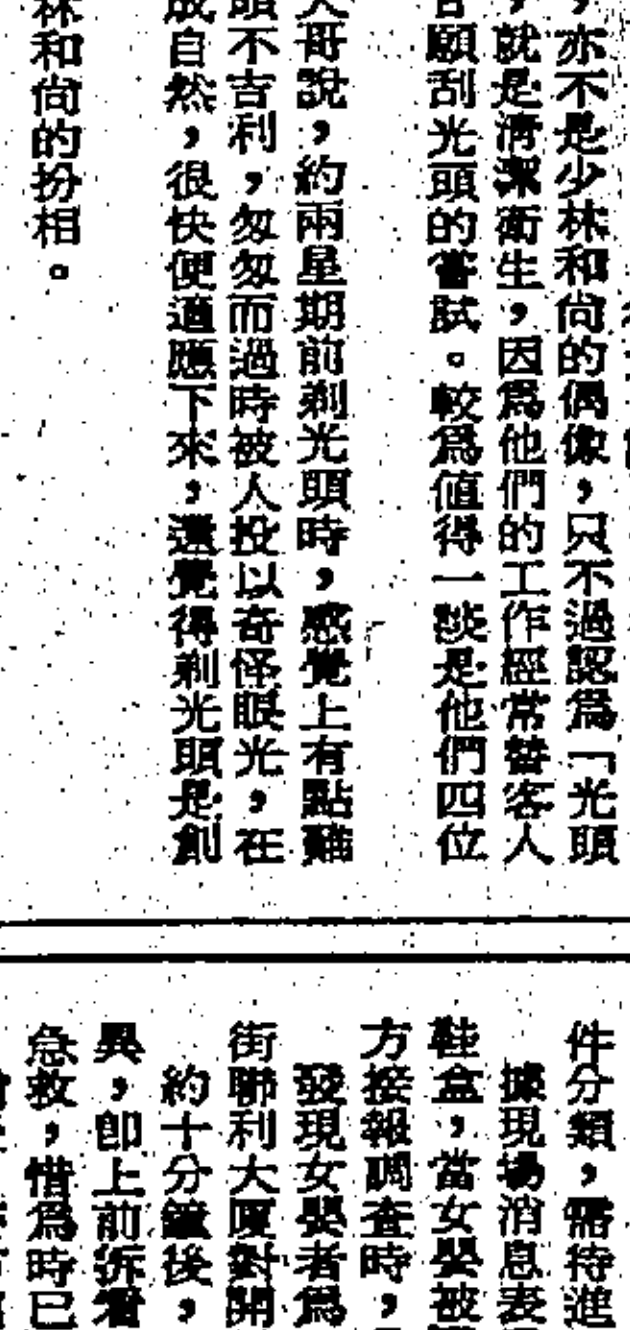 ，亦不是少林和尚的偶像，只不過認爲「光頭
，就是清潔衞生，因爲他們的工作經常替客人
願刮光頭的嘗試。較爲值得一談是他們四位
大哥說，約兩星期前剃光頭時，感覺上有點難
頭不吉利，匆匆而過時被人投以奇怪眼光，在
成自然，很快便適應下來，還覺得剃光頭是創
林和尚的扮相。
件分類，需待進
據現場消息表
鞋盒，當女嬰被
方接報調查時，
發現女嬰者爲
街聯利大厦對開
約十分鐘後，
異，卽上前拆看
急救，惜爲時已